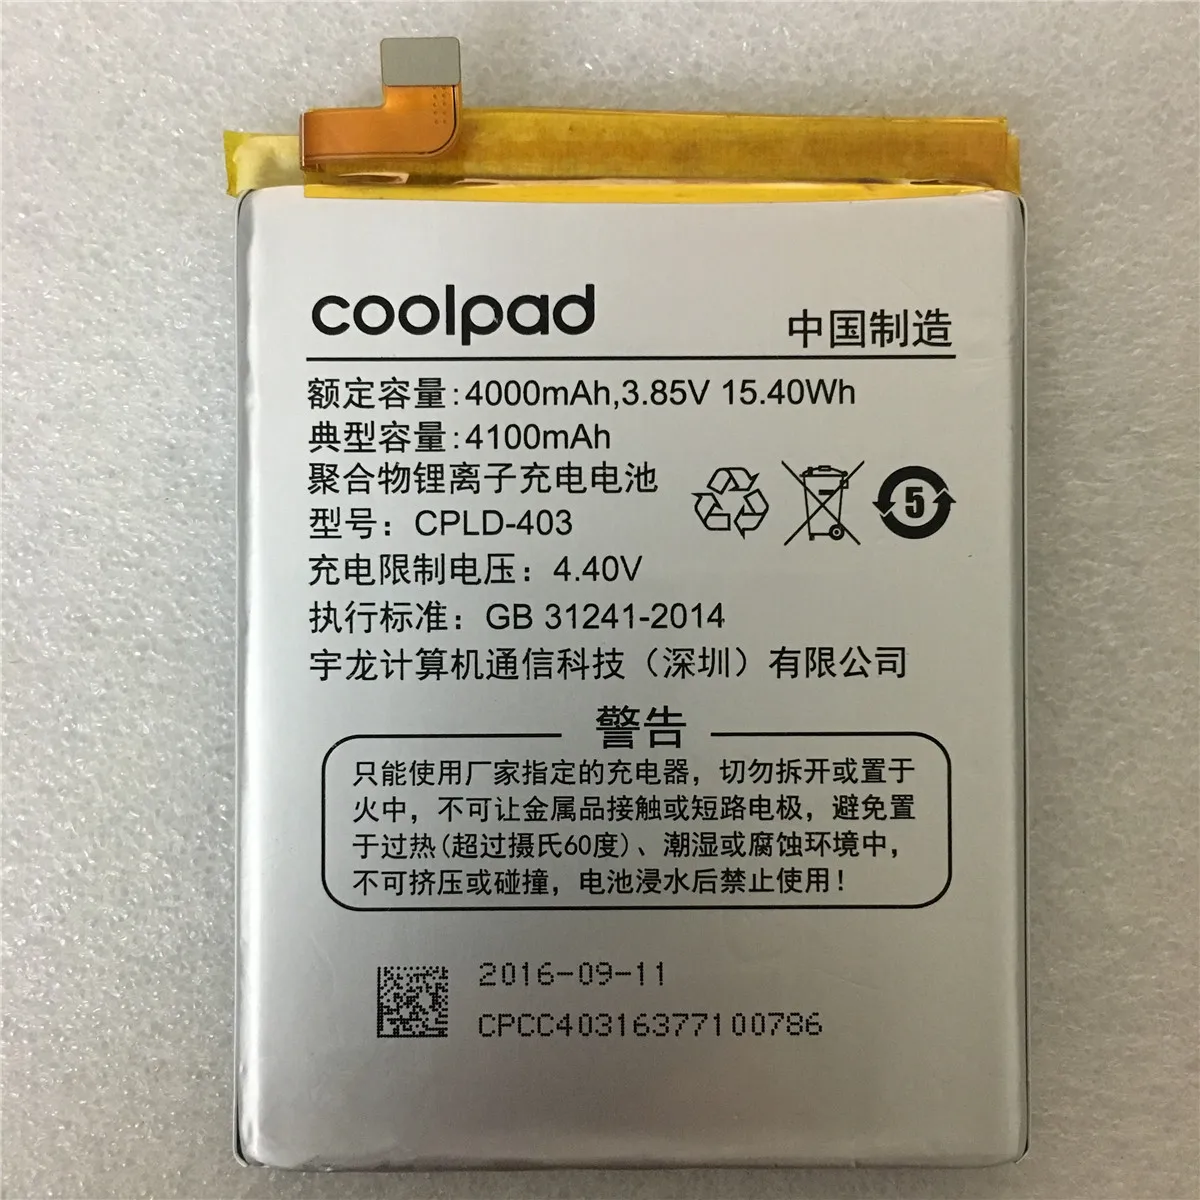 coolpad
中国制造
额定容量:4000mAh,3.85V 15.40Wh
典型容量:4100mAh
聚合物锂离子充电电池
型号：CPLD-403
5
充电限制电压：4.40V
执行标准：GB 31241-2014
宇龙计算机通信科技（深圳）有限公司
警告
只能使用厂家指定的充电器，切勿拆开或置于
火中，不可让金属品接触或短路电极，避免置
于过热(超过摄氏60度)、潮湿或腐蚀环境中，
不可挤压或碰撞，电池浸水后禁止使用！
2016-09-11
CPCC40316377100786